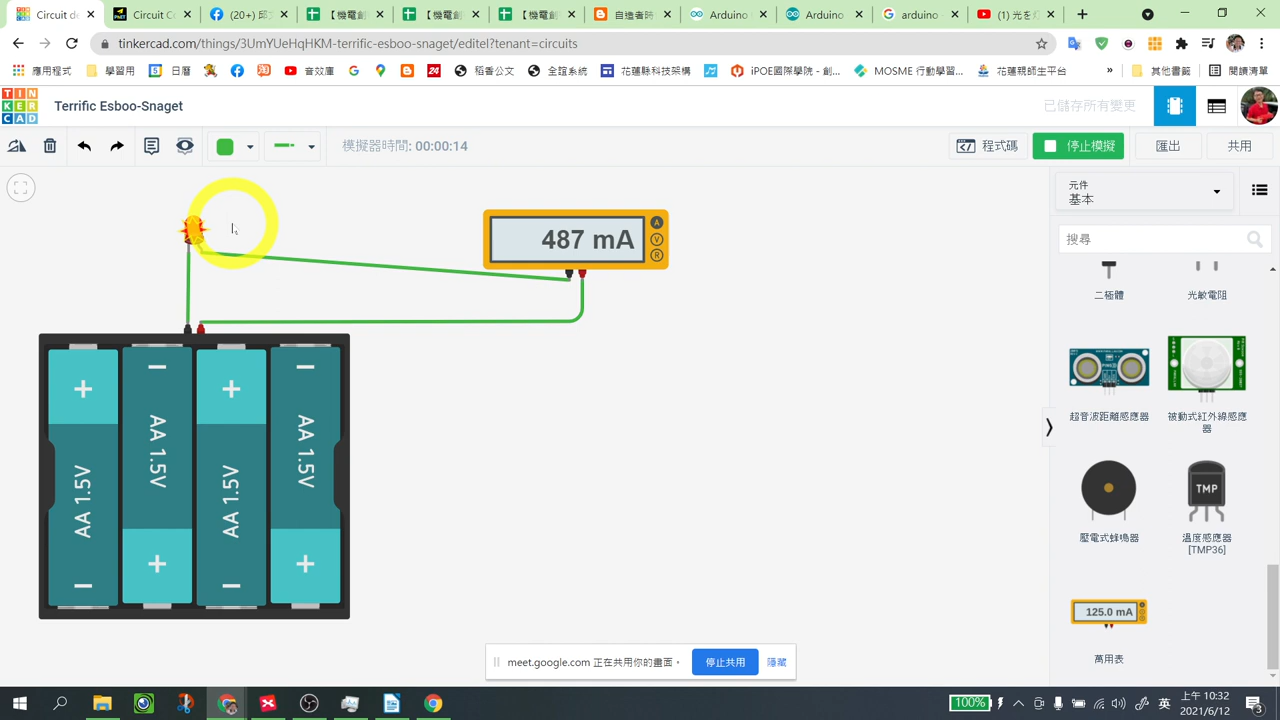 Circuit de
Circuit De
(20+) 邱
【機電創
【機電創
【機電創
自造者時
Arduino
Arduino
arduino
(1) 光を
tinkercad.com/things/3UmYUeHqHKM-terrific-esboo-snaget/editel?tenant=circuits
應用程式
學習用
日曆
音效庫
稻香公文
全誼系統
花蓮縣科技架構
iPOE國際學院 - 創...
MOSME 行動學習...
花蓮親師生平台
»
其他書籤
閱讀清單
TIN
KER
CAD
Terrific Esboo-Snaget
已儲存所有變更
模擬器時間: 00:00:14
程式碼
停止模擬
匯出
共用
元件
基本
搜尋
487 mA
A
V
R
二極體
光敏電阻
超音波距離感應器
被動式紅外線感應
器
壓電式蜂鳴器
TMP
溫度感應器
[TMP36]
125.0 mA
萬用表
+
AA 1.5V
−
−
AA 1.5V
+
+
AA 1.5V
−
−
AA 1.5V
+
meet.google.com 正在共用你的畫面。
停止共用
隱藏
100%
英
上午 10:32
2021/6/12
3